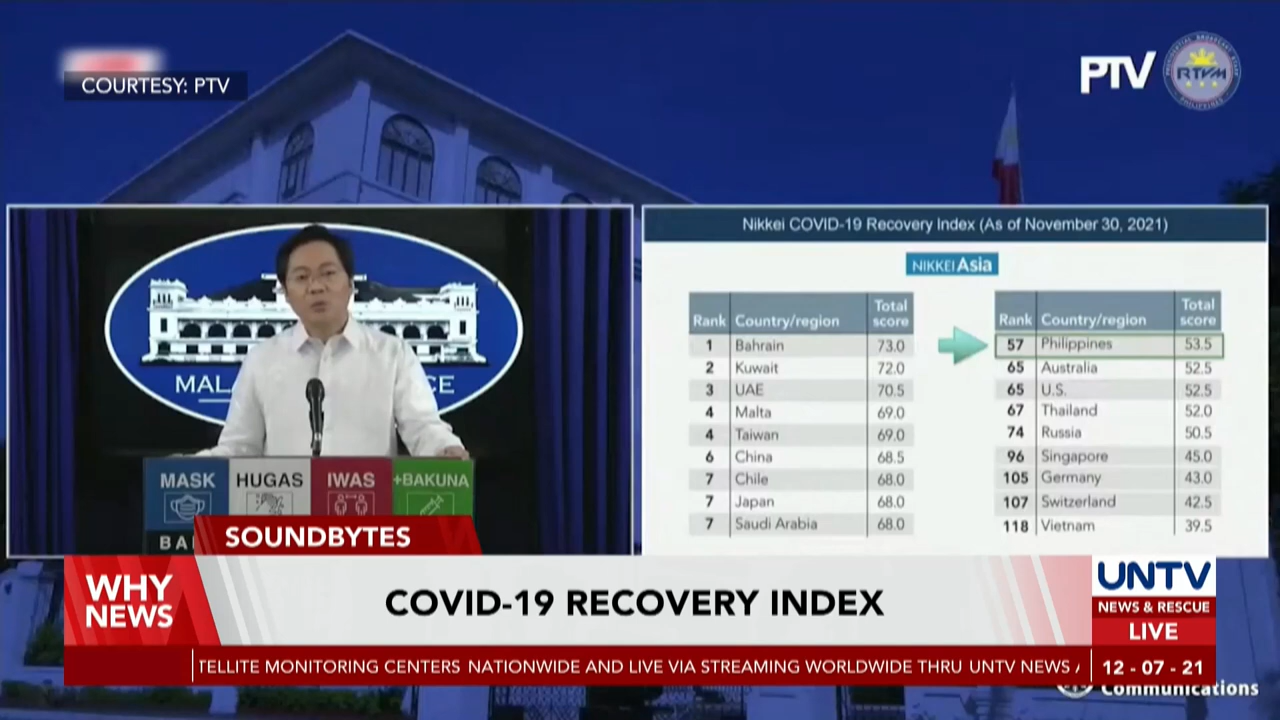 COURTESY: PTV
PTV
RTVM
PHILIPPINES
MALA
CE
MASK
HUGAS
IWAS
+BAKUNA
BA
Nikkei COVID-19 Recovery Index (As of November 30, 2021)
NIKKEI Asia
Rank Country/region Total score
1 Bahrain 73.0
2 Kuwait 72.0
3 UAE 70.5
4 Malta 69.0
4 Taiwan 69.0
6 China 68.5
7 Chile 68.0
7 Japan 68.0
7 Saudi Arabia 68.0
Rank Country/region Total score
57 Philippines 53.5
65 Australia 52.5
65 U.S. 52.5
67 Thailand 52.0
74 Russia 50.5
96 Singapore 45.0
105 Germany 43.0
107 Switzerland 42.5
118 Vietnam 39.5
SOUNDBYTES
WHY
NEWS
COVID-19 RECOVERY INDEX
UNTV
NEWS & RESCUE
LIVE
TELLITE MONITORING CENTERS NATIONWIDE AND LIVE VIA STREAMING WORLDWIDE THRU UNTV NEWS
12 - 07 - 21
Communications